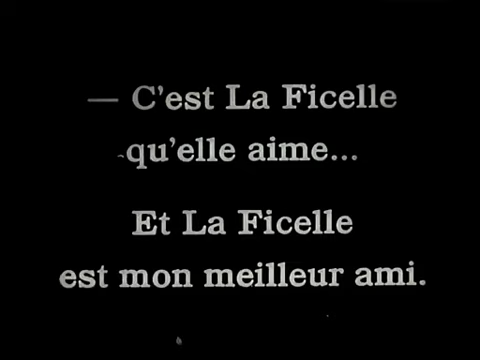 — C'est La Ficelle
qu'elle aime...
Et La Ficelle
est mon meilleur ami.